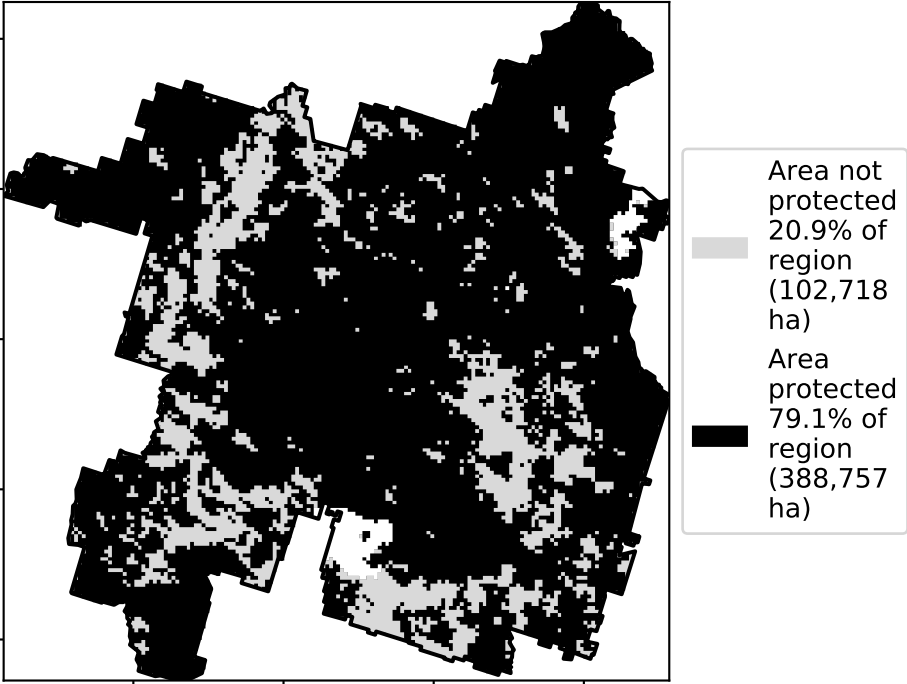 Area not
protected
20.9% of
region
(102,718
ha)
Area
protected
79.1% of
region
(388,757
ha)